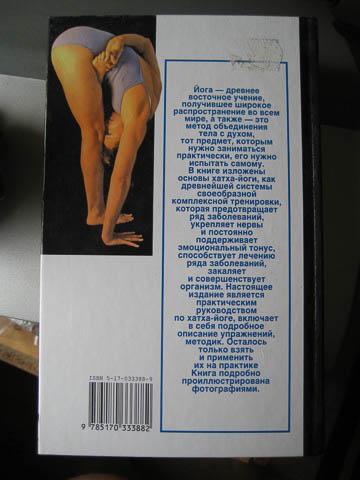 Йога — древнее
восточное учение,
получившее широкое
распространение во всем
мире, а также — это
метод объединения
тела с духом,
тот предмет, которым
нужно заниматься
практически, его нужно
испытать самому.
В книге изложены
основы хатха-йоги, как
древнейшей системы
своеобразной
комплексной тренировки,
которая предотвращает
ряд заболеваний,
укрепляет нервы
и постоянно
поддерживает
эмоциональный тонус,
способствует лечению
ряда заболеваний,
закаляет
и совершенствует
организм. Настоящее
издание является
практическим
руководством
по хатха-йоге, включает
в себя подробное
описание упражнений,
методик. Осталось
только взять
и применить
их на практике
Книга подробно
проиллюстрирована
фотографиями.
ISBN 5-17-033388-9
9 785170 333882